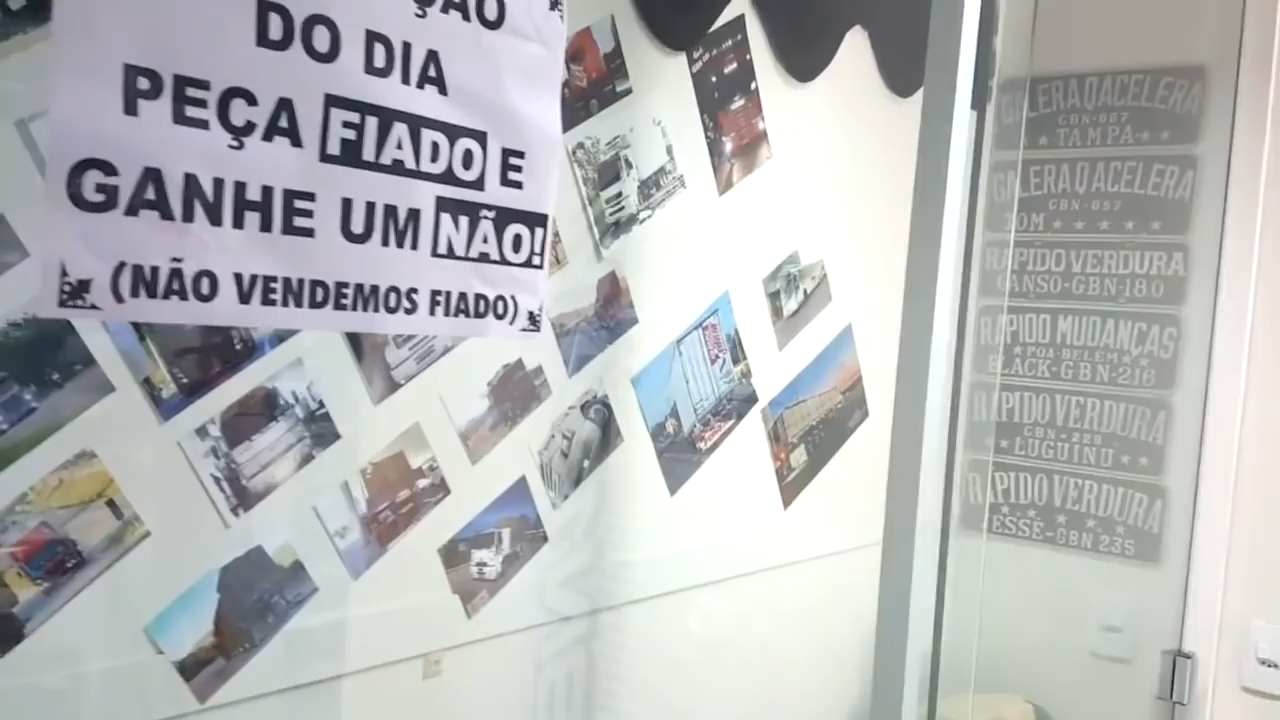 DO DIA
PEÇA FIADO E
GANHE UM NÃO!
(NÃO VENDEMOS FIADO)
GALERA Q ACELERA
GBN-067
TAMPA
GALERA Q ACELERA
GBN-057
RAPIDO VERDURA
GANSO-GBN-180
RAPIDO MUDANÇAS
POA-BELEM
BLACK-GBN-216
RAPIDO VERDURA
GBN-228
LUGUINU
RAPIDO VERDURA
ESSE-GBN 235